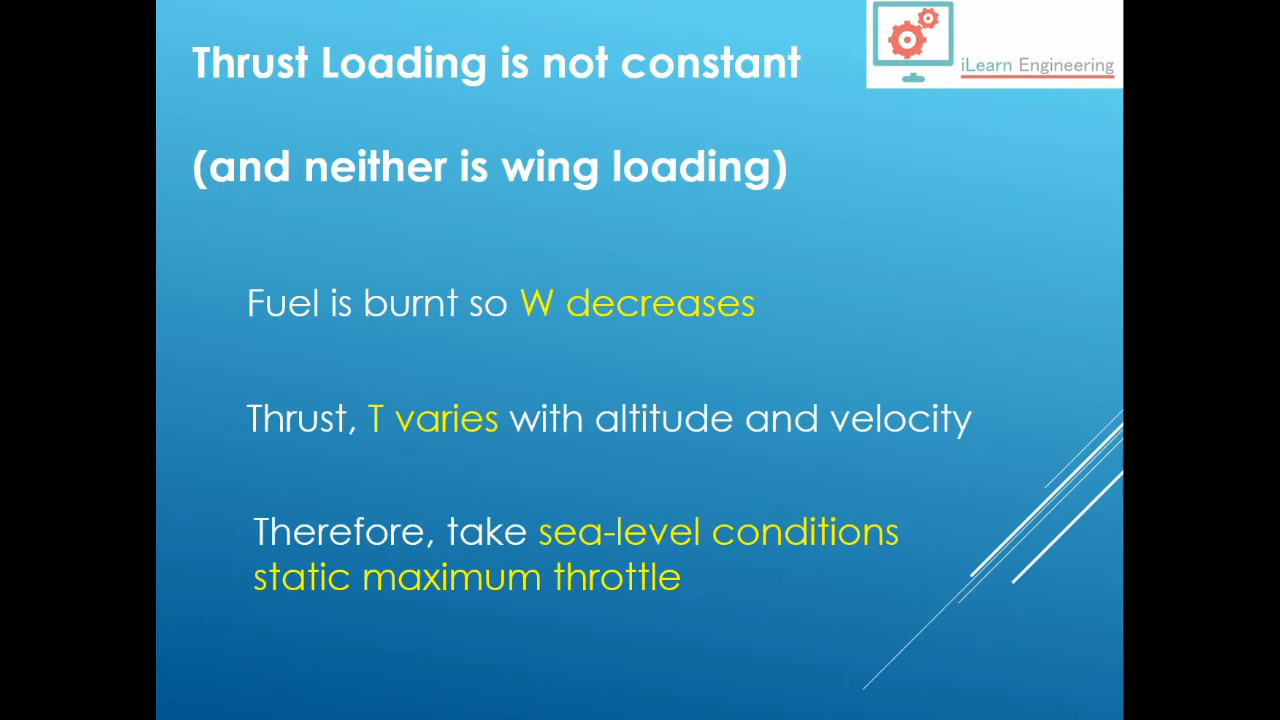 Thrust Loading is not constant
iLearn Engineering
(and neither is wing loading)
Fuel is burnt so W decreases
Thrust, T varies with altitude and velocity
Therefore, take sea-level conditions
static maximum throttle